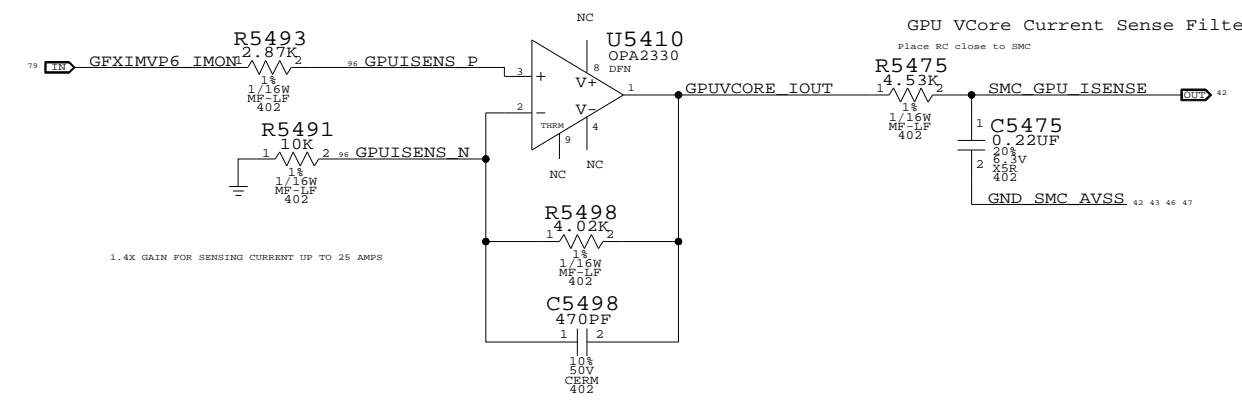 GPU VCore Current Sense Filte
Place RC close to SMC
NC
R5493
2.87K
1 2
1%
1/16W
MF-LF
402
79 IN GFXIMVP6_IMON
96 GPUISENS_P
U5410
OPA2330
DFN
3 +
8
V+
1
2 -
V-
THRM
4
9
NC
NC
GPUVCORE_IOUT
R5475
4.53K
1 2
1%
1/16W
MF-LF
402
SMC_GPU_ISENSE
OUT 42
1
C5475
0.22UF
20%
6.3V
X5R
402
2
GND_SMC_AVSS 42 43 46 47
R5491
10K
1 2
1%
1/16W
MF-LF
402
96 GPUISENS_N
R5498
4.02K
1 2
1%
1/16W
MF-LF
402
1.4X GAIN FOR SENSING CURRENT UP TO 25 AMPS
C5498
470PF
1 2
10%
50V
CERM
402